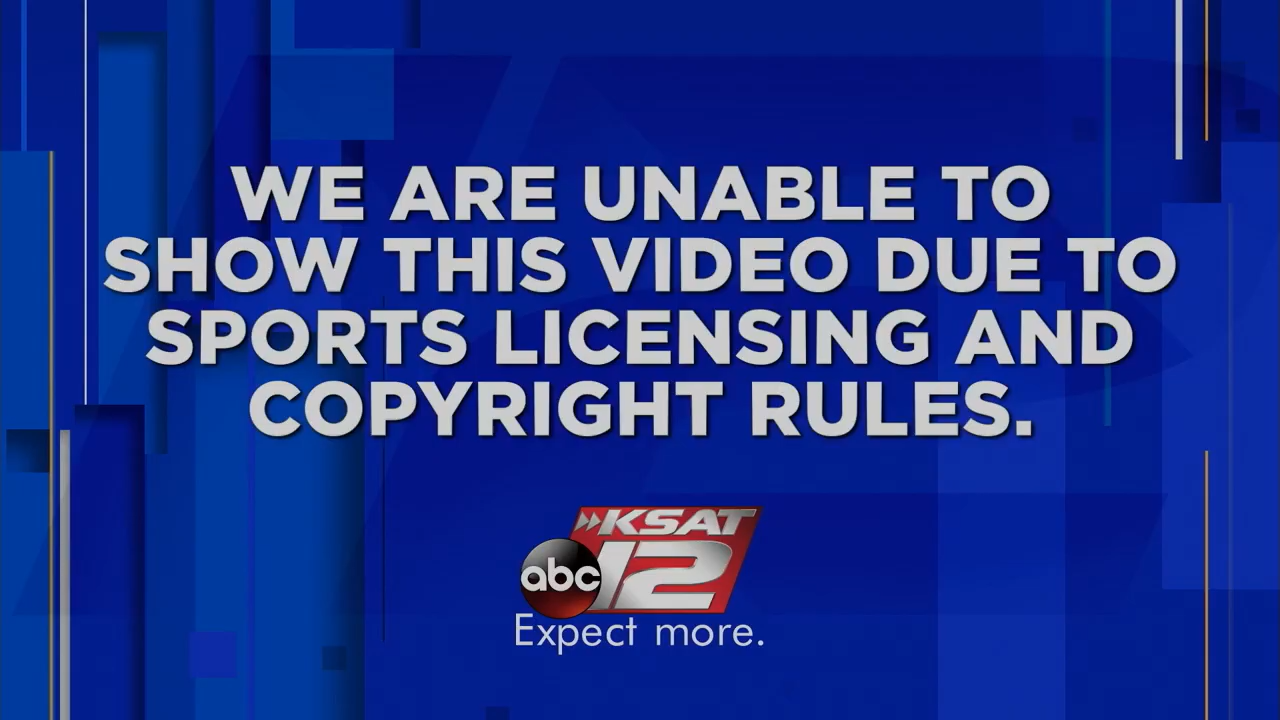 WE ARE UNABLE TO
SHOW THIS VIDEO DUE TO
SPORTS LICENSING AND
COPYRIGHT RULES.
KSAT
abc 12
Expect more.